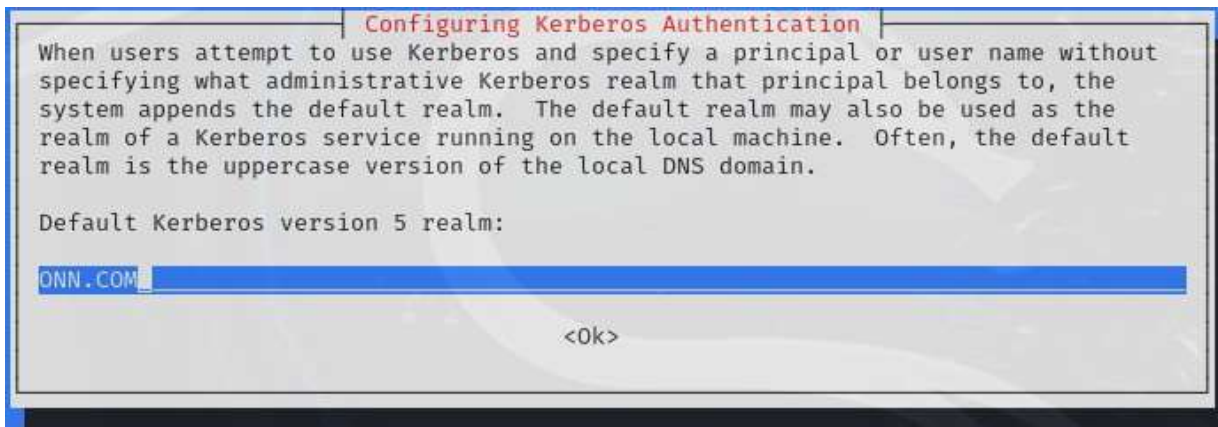 Configuring Kerberos Authentication
When users attempt to use Kerberos and specify a principal or user name without
specifying what administrative Kerberos realm that principal belongs to, the
system appends the default realm.  The default realm may also be used as the
realm of a Kerberos service running on the local machine.  Often, the default
realm is the uppercase version of the local DNS domain.
Default Kerberos version 5 realm:
ONN.COM
<Ok>